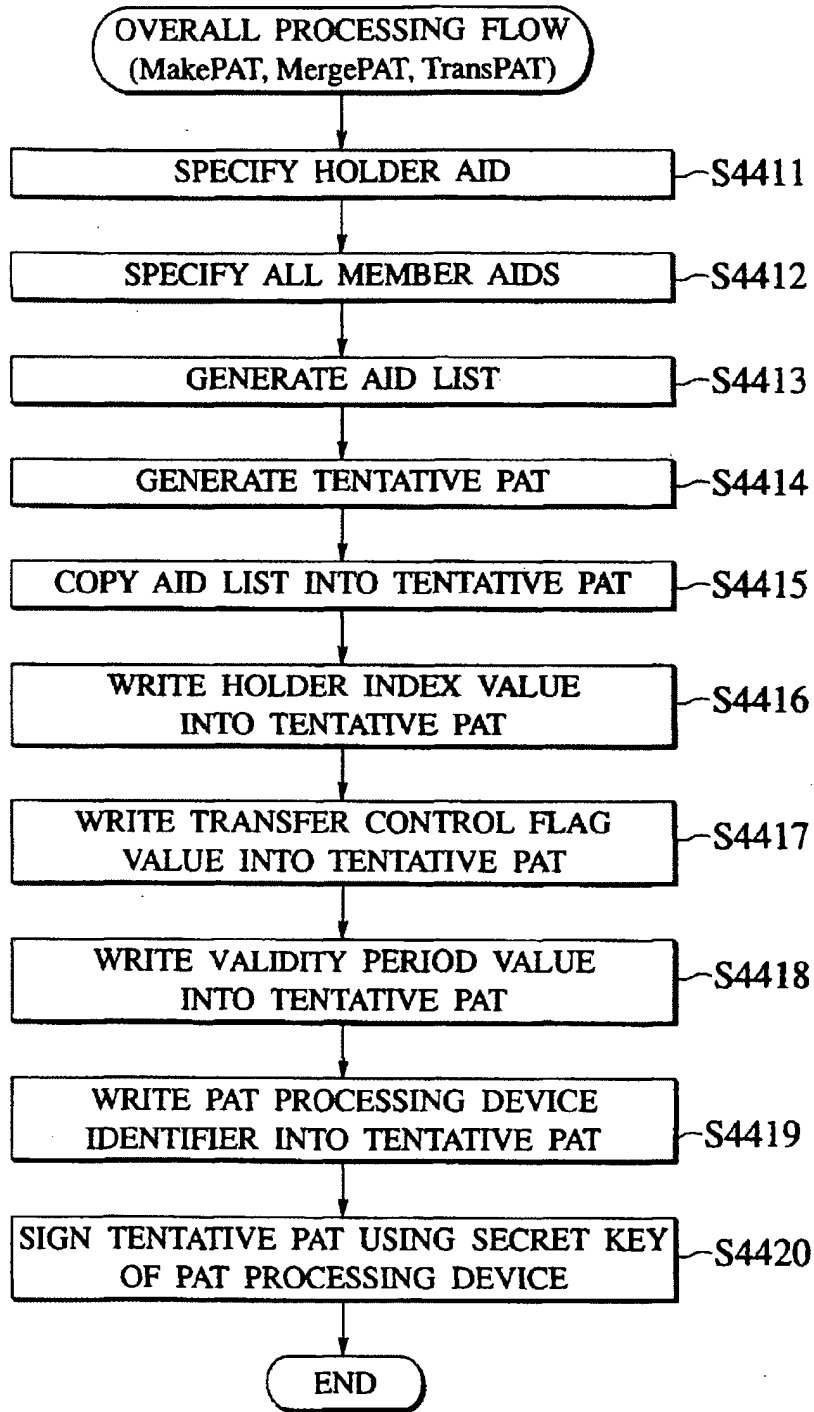 OVERALL PROCESSING FLOW
(MakePAT, MergePAT, TransPAT)
SPECIFY HOLDER AID
S4411
SPECIFY ALL MEMBER AIDS
S4412
GENERATE AID LIST
S4413
GENERATE TENTATIVE PAT
S4414
COPY AID LIST INTO TENTATIVE PAT
S4415
WRITE HOLDER INDEX VALUE
INTO TENTATIVE PAT
S4416
WRITE TRANSFER CONTROL FLAG
VALUE INTO TENTATIVE PAT
S4417
WRITE VALIDITY PERIOD VALUE
INTO TENTATIVE PAT
S4418
WRITE PAT PROCESSING DEVICE
IDENTIFIER INTO TENTATIVE PAT
S4419
SIGN TENTATIVE PAT USING SECRET KEY
OF PAT PROCESSING DEVICE
S4420
END